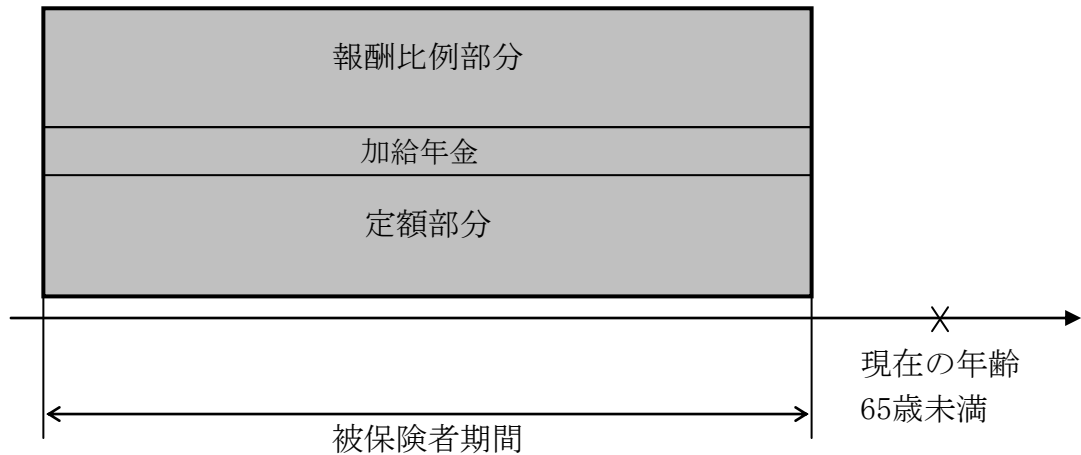 報酬比例部分
加給年金
定額部分
現在の年齢
65歳未満
被保険者期間